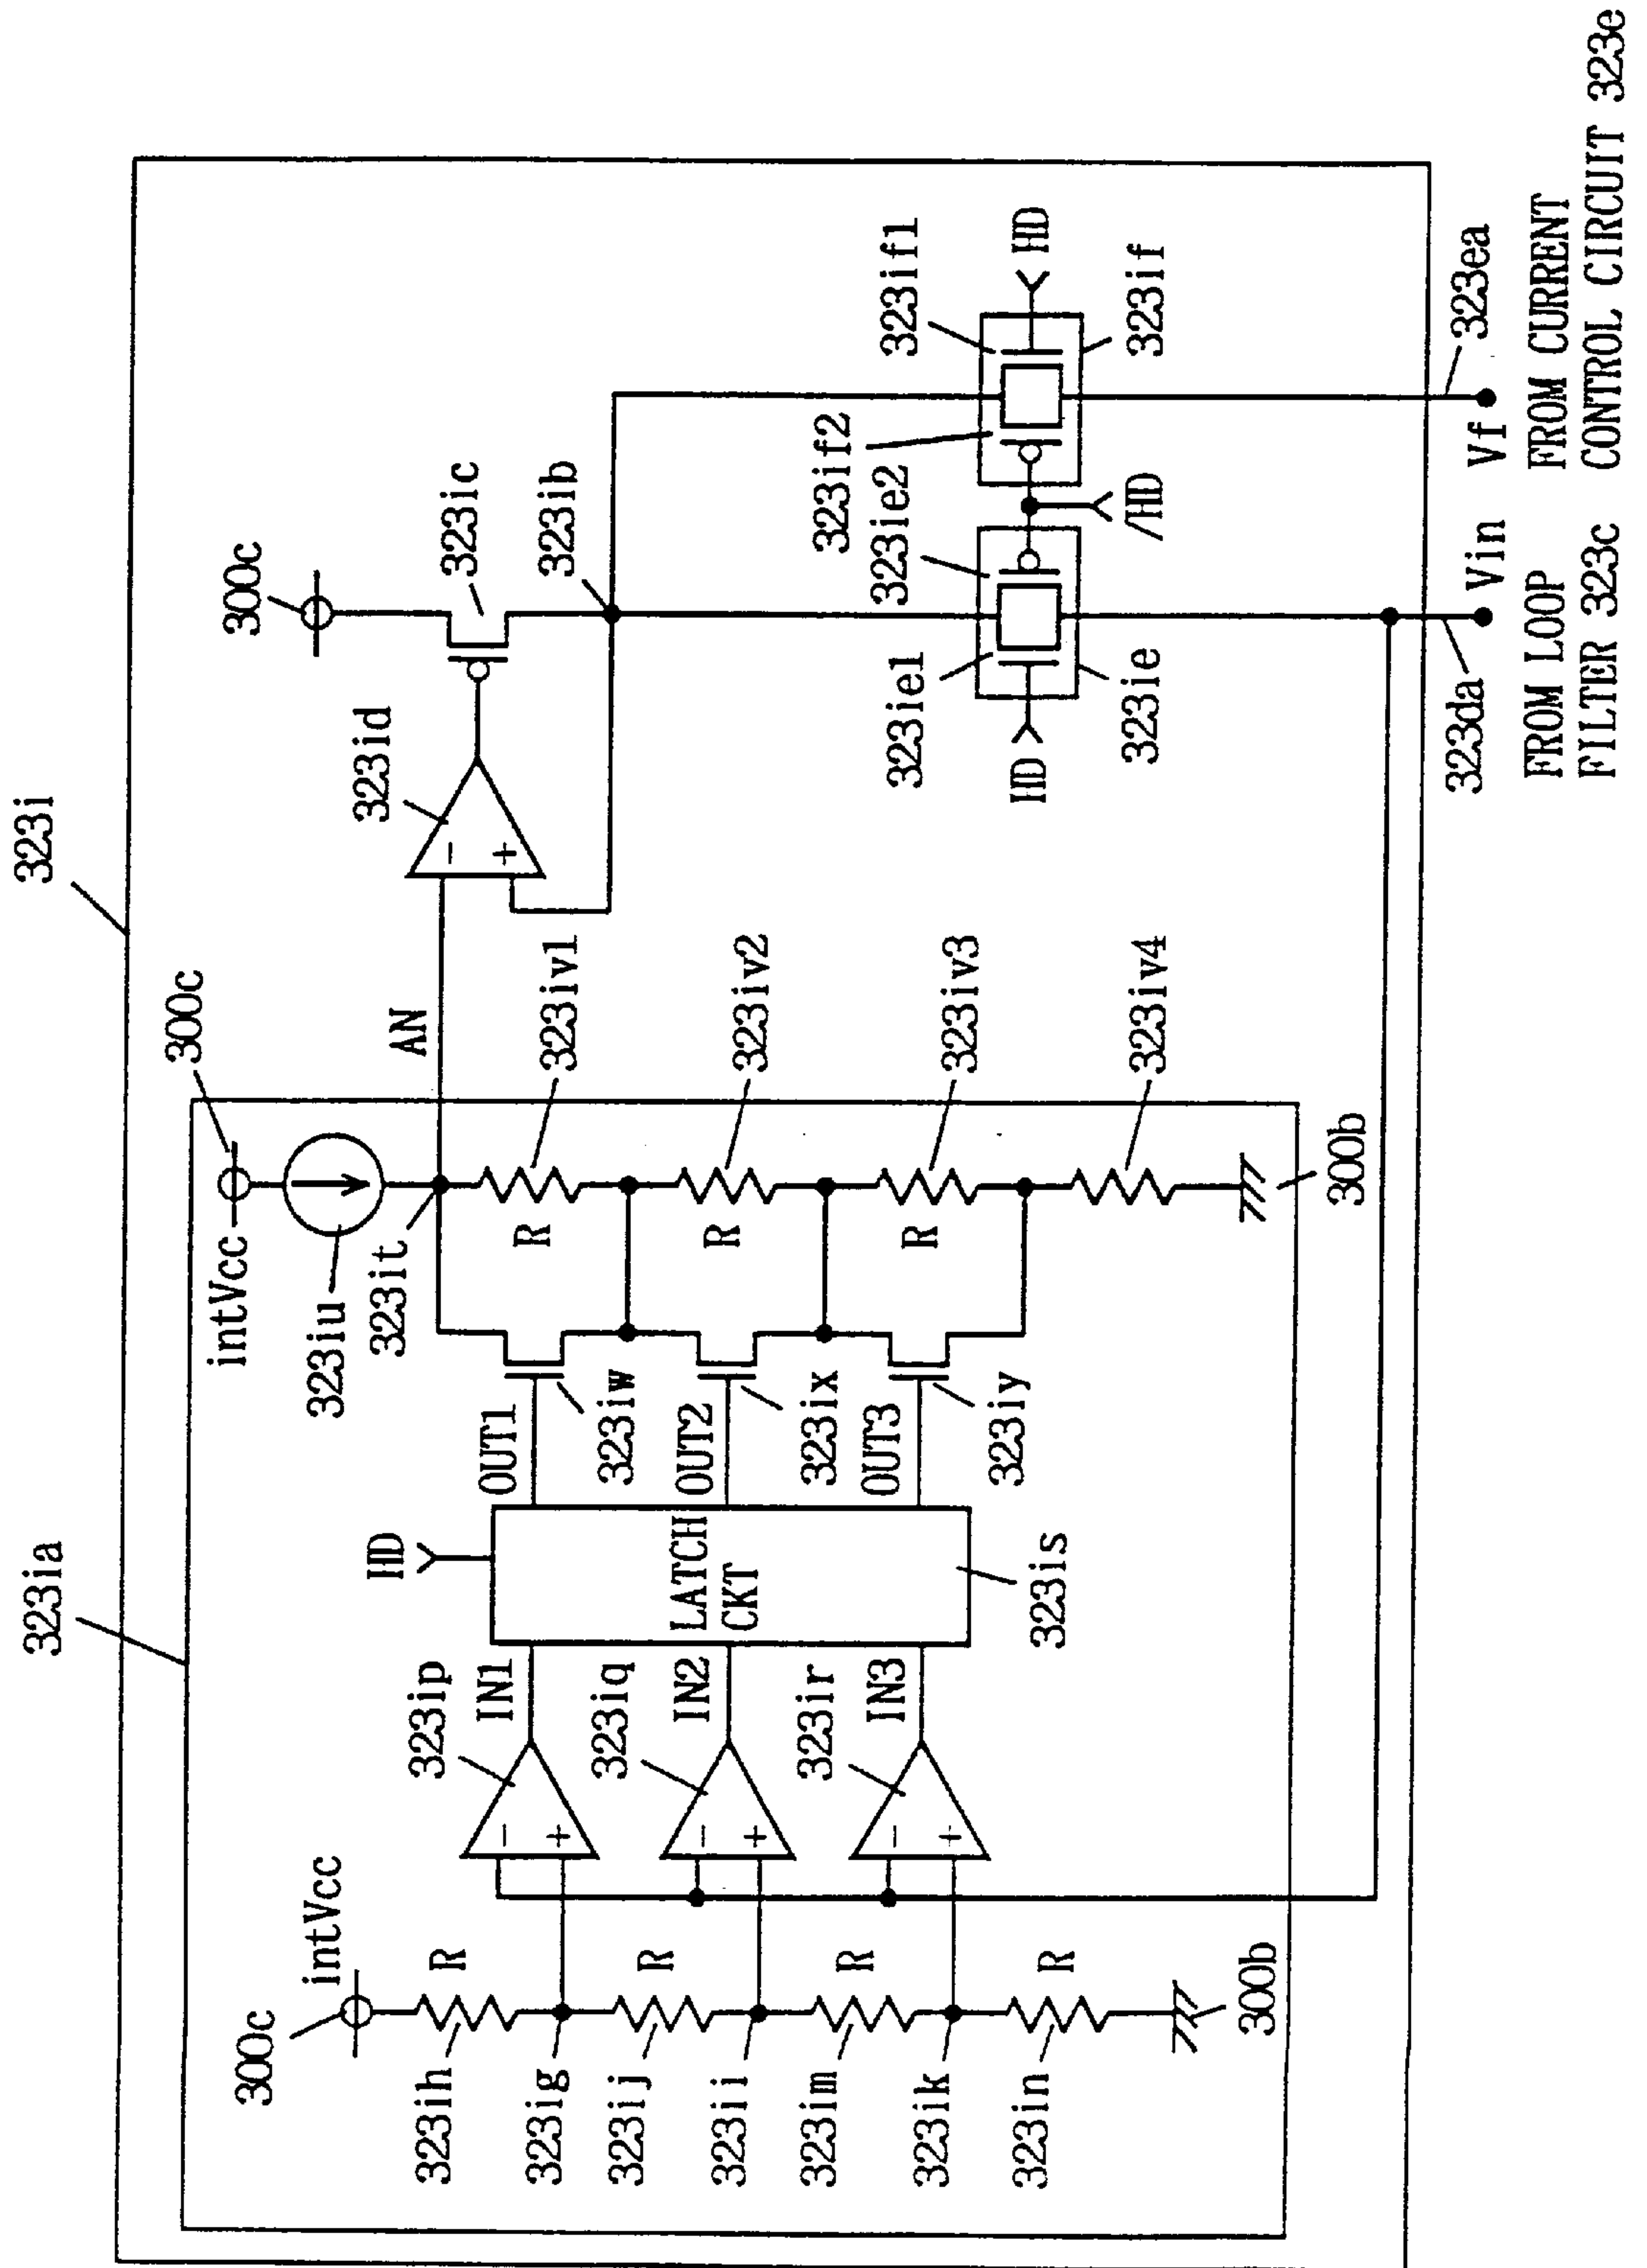 323i
323ia
300c
intVcc
323ih
R
323ig
323ij
R
323ii
323im
R
323ik
323in
R
300b
323ip
IN1
323iq
IN2
323ir
IN3
-
+
-
+
-
+
HD
LATCH
CKT
323is
OUT1
323iw
OUT2
323ix
OUT3
323iy
intVcc
300c
323iu
323it
R
R
R
AN
323iv1
323iv2
323iv3
323iv4
300b
323id
-
+
300c
323ic
323ib
323ie1
323ie2
HD
323ie
323if2
323if1
HD
/HD
323if
323da
Vin
Vf
323ea
FROM LOOP
FILTER 323c
FROM CURRENT
CONTROL CIRCUIT 323e